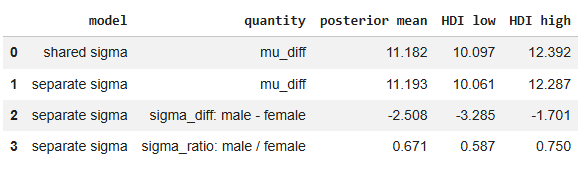 model quantity posterior mean HDI low HDI high
0 shared sigma mu_diff 11.182 10.097 12.392
1 separate sigma mu_diff 11.193 10.061 12.287
2 separate sigma sigma_diff: male - female -2.508 -3.285 -1.701
3 separate sigma sigma_ratio: male / female 0.671 0.587 0.750